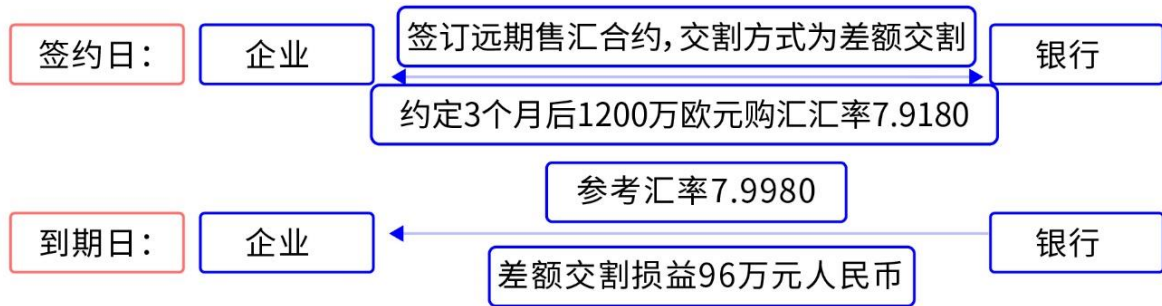 签订远期售汇合约,交割方式为差额交割
签约日： 企业 银行
约定3个月后1200万欧元购汇汇率7.9180
参考汇率7.9980
到期日： 企业 银行
差额交割损益96万元人民币